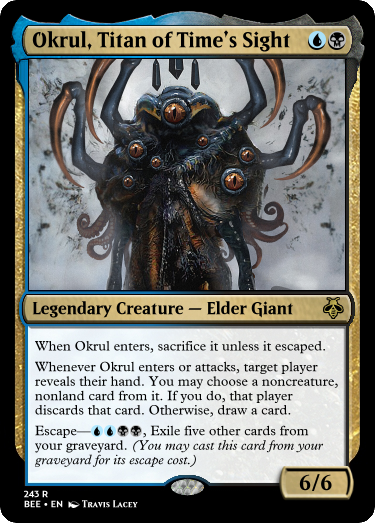 Okrul, Titan of Time's Sight
Legendary Creature — Elder Giant
When Okrul enters, sacrifice it unless it escaped.
Whenever Okrul enters or attacks, target player
reveals their hand. You may choose a noncreature,
nonland card from it. If you do, that player
discards that card. Otherwise, draw a card.
Escape—, Exile five other cards from
your graveyard. (You may cast this card from your
graveyard for its escape cost.)
6/6
243 R
BEE • EN Travis Lacey